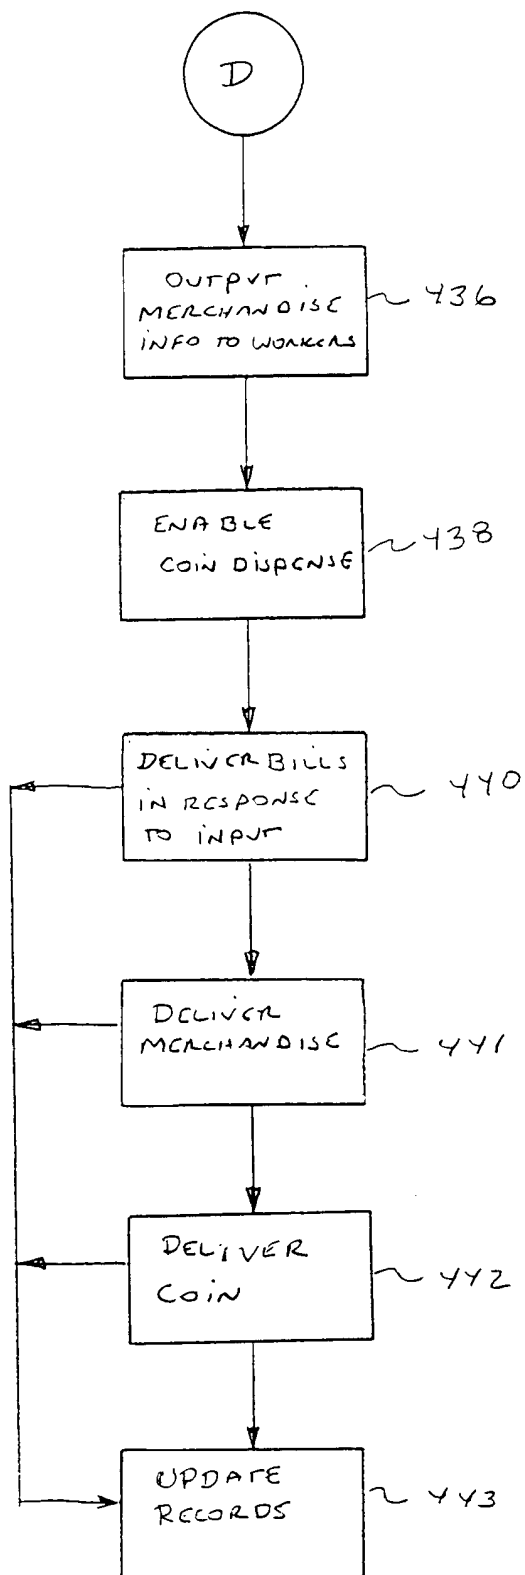 D
OUTPUT
MERCHANDISE
INFO TO WORKERS
436
ENABLE
COIN DISPENSE
438
DELIVER BILLS
IN RESPONSE
TO INPUT
440
DELIVER
MERCHANDISE
441
DELIVER
COIN
442
UPDATE
RECORDS
443